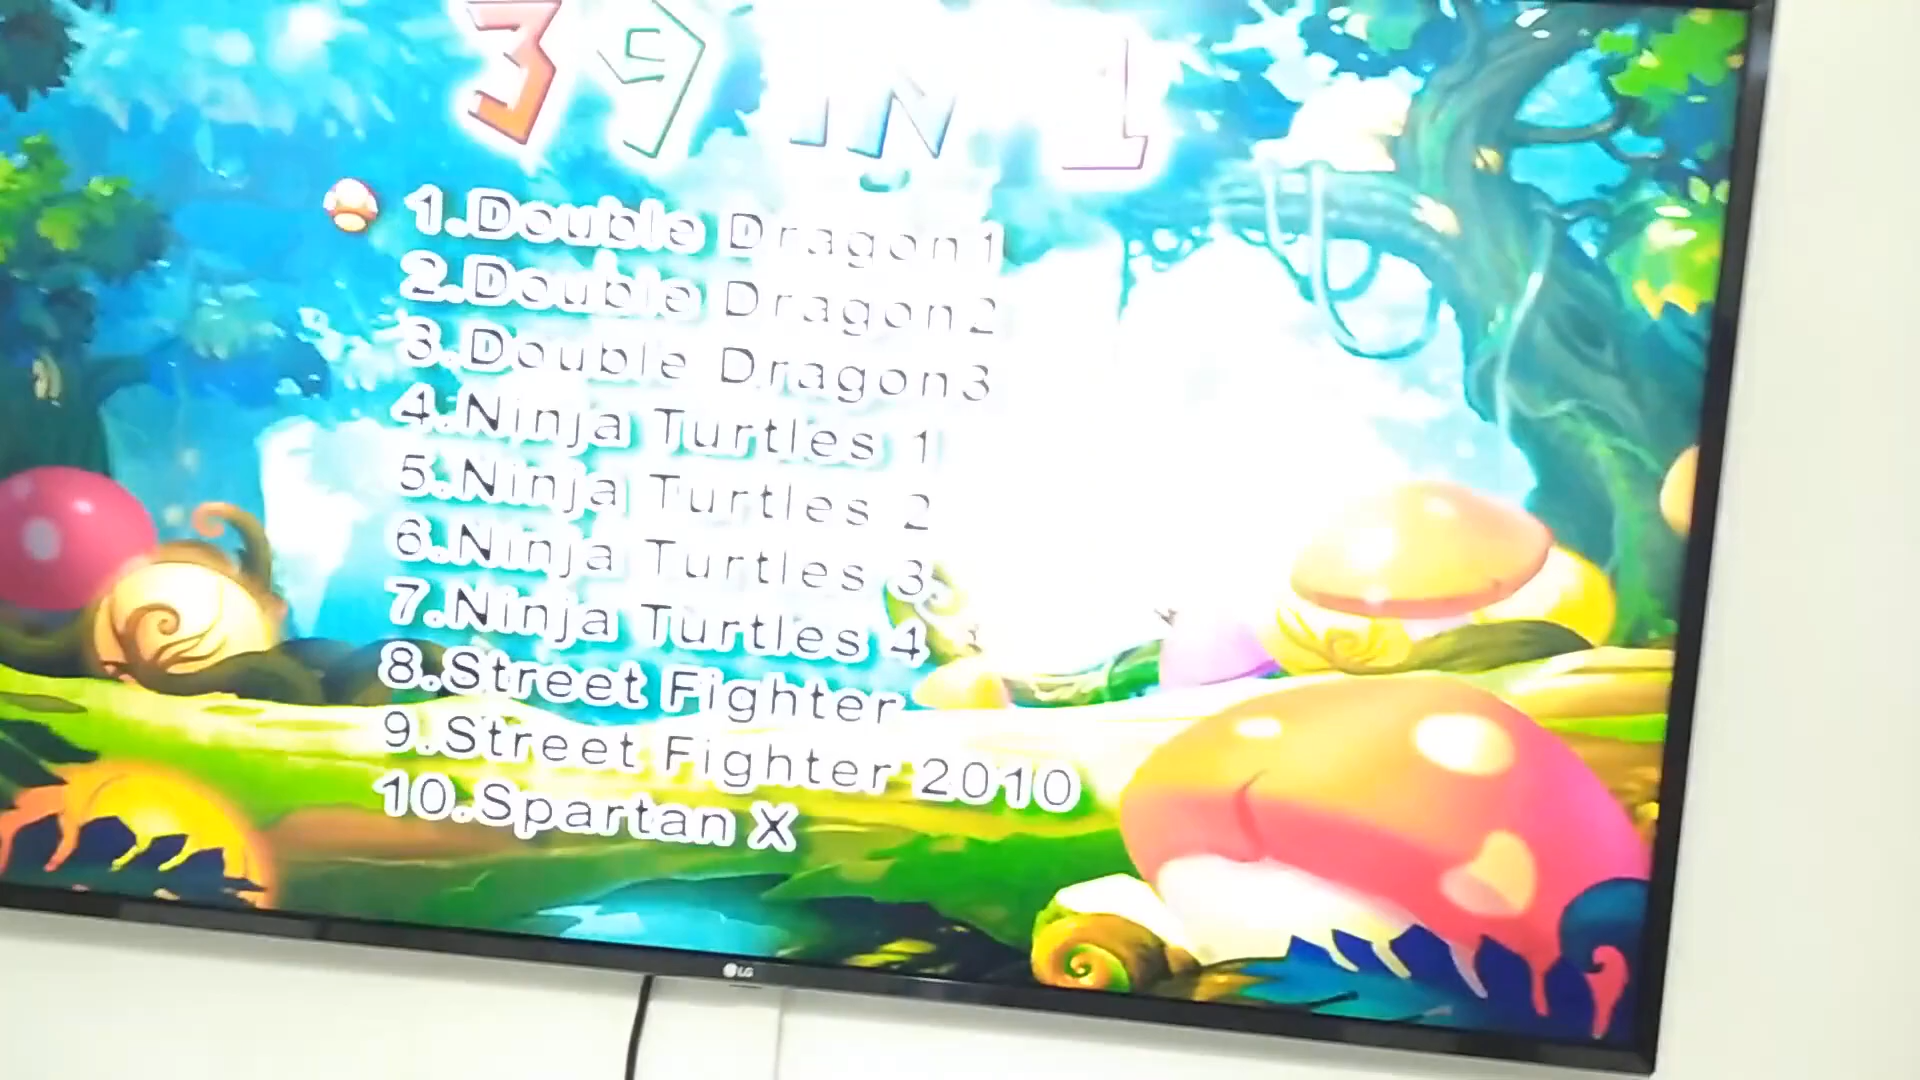 39 IN 1
1.Double Dragon1
2.Double Dragon2
3.Double Dragon3
4.Ninja Turtles 1
5.Ninja Turtles 2
6.Ninja Turtles 3
7.Ninja Turtles 4
8.Street Fighter
9.Street Fighter 2010
10.Spartan X
LG